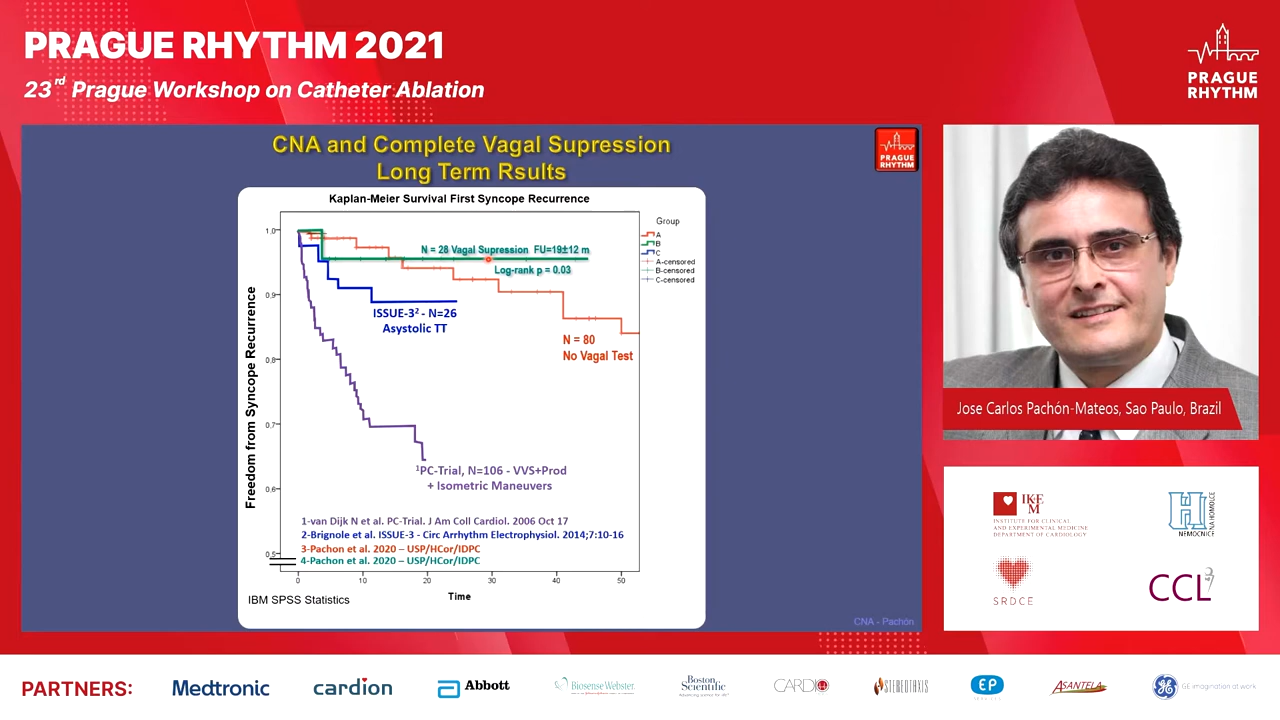 PRAGUE RHYTHM 2021
23rd Prague Workshop on Catheter Ablation
PRAGUE
RHYTHM
CNA and Complete Vagal Supression
Long Term Rsults
PRAGUE
RHYTHM
Kaplan-Meier Survival First Syncope Recurrence
Freedom from Syncope Recurrence
1,0
0,9
0,8
0,7
0,6
0,5
N = 28 Vagal Supression FU=19±12 m
Log-rank p = 0.03
ISSUE-3² - N=26
Asystolic TT
N = 80
No Vagal Test
¹PC-Trial, N=106 - VVS+Prod
+ Isometric Maneuvers
Group
A
B
C
A-censored
B-censored
C-censored
1-van Dijk N et al. PC-Trial. J Am Coll Cardiol. 2006 Oct 17
2-Brignole et al. ISSUE-3 - Circ Arrhythm Electrophysiol. 2014;7:10-16
3-Pachon et al. 2020 – USP/HCor/IDPC
4-Pachon et al. 2020 – USP/HCor/IDPC
0 10 20 30 40 50
Time
IBM SPSS Statistics
CNA - Pachón
Jose Carlos Pachón-Mateos, Sao Paulo, Brazil
IKE
M
INSTITUTE FOR CLINICAL
AND EXPERIMENTAL MEDICINE
DEPARTMENT OF CARDIOLOGY
NEMOCNICE
NA HOMOLCE
SRDCE
CCL
PARTNERS:
Medtronic
cardion
Abbott
Biosense Webster
Boston
Scientific
CARDIO
STEREOTAXIS
EP
ASANTELA
GE imagination at work